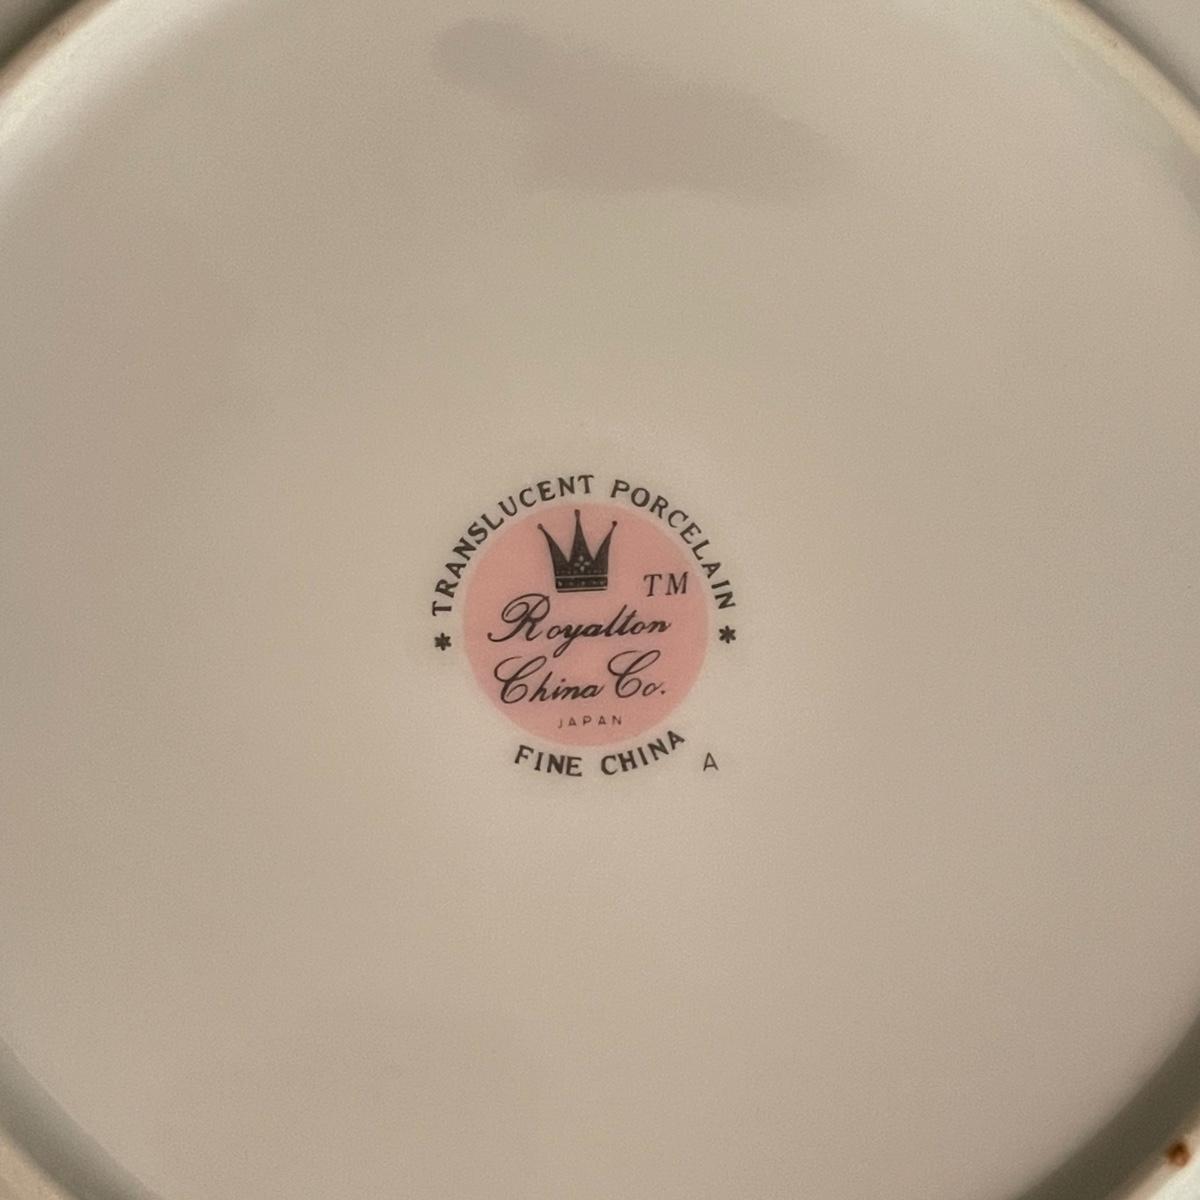 * TRANSLUCENT PORCELAIN *
TM
Royalton
China Co.
JAPAN
FINE CHINA
A